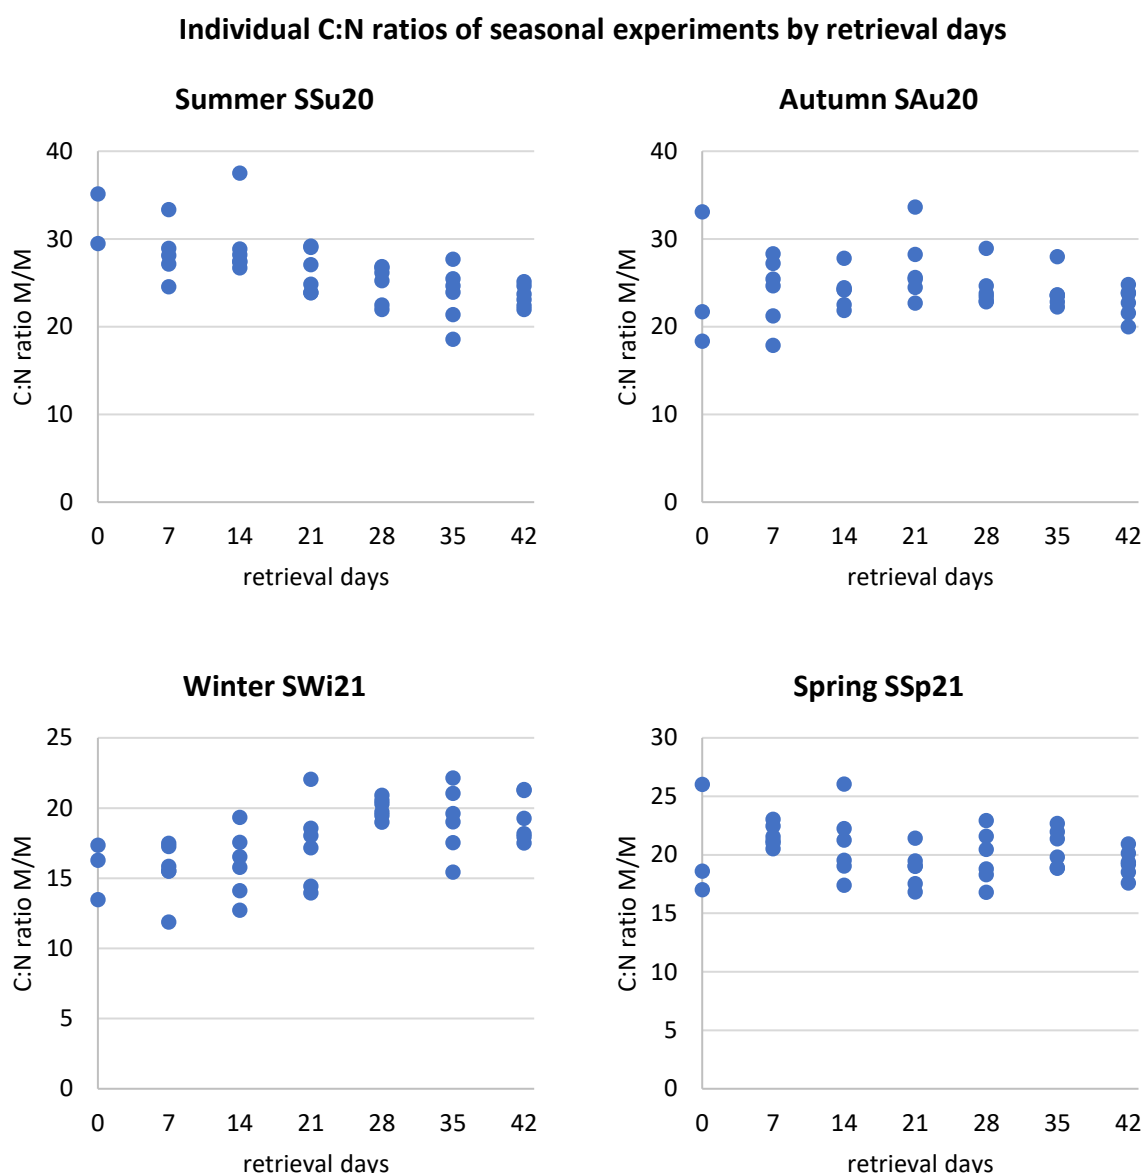 Individual C:N ratios of seasonal experiments by retrieval days
Summer SSu20
C:N ratio M/M
40
30
20
10
0
0 7 14 21 28 35 42
retrieval days
Autumn SAu20
C:N ratio M/M
40
30
20
10
0
0 7 14 21 28 35 42
retrieval days
Winter SWi21
C:N ratio M/M
25
20
15
10
5
0
0 7 14 21 28 35 42
retrieval days
Spring SSp21
C:N ratio M/M
30
25
20
15
10
5
0
0 7 14 21 28 35 42
retrieval days